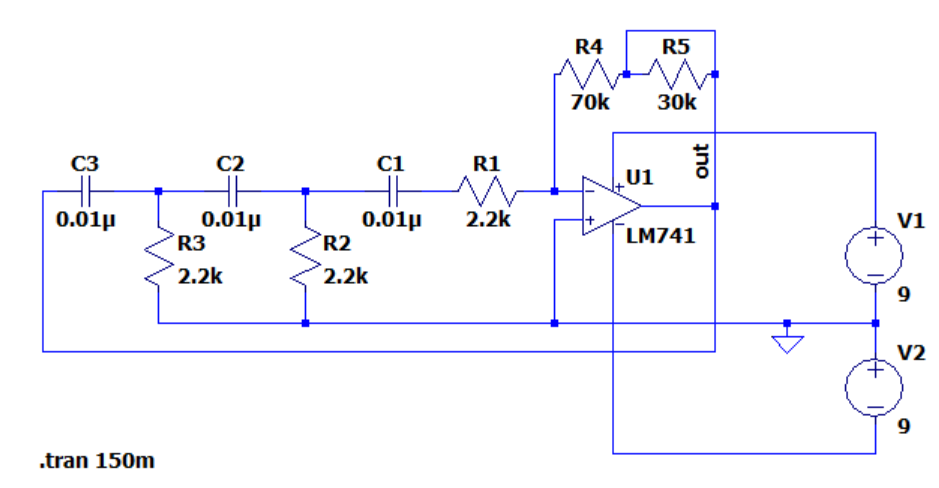 R4
R5
70k
30k
C3
C2
C1
R1
out
U1
0.01µ
0.01µ
0.01µ
2.2k
LM741
V1
R3
R2
2.2k
2.2k
9
V2
9
.tran 150m